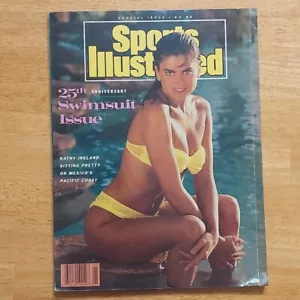 SPECIAL ISSUE
Sports
Illustrated
25th ANNIVERSARY
Swimsuit
Issue
KATHY IRELAND
SITTING PRETTY
ON MEXICO'S
PACIFIC COAST